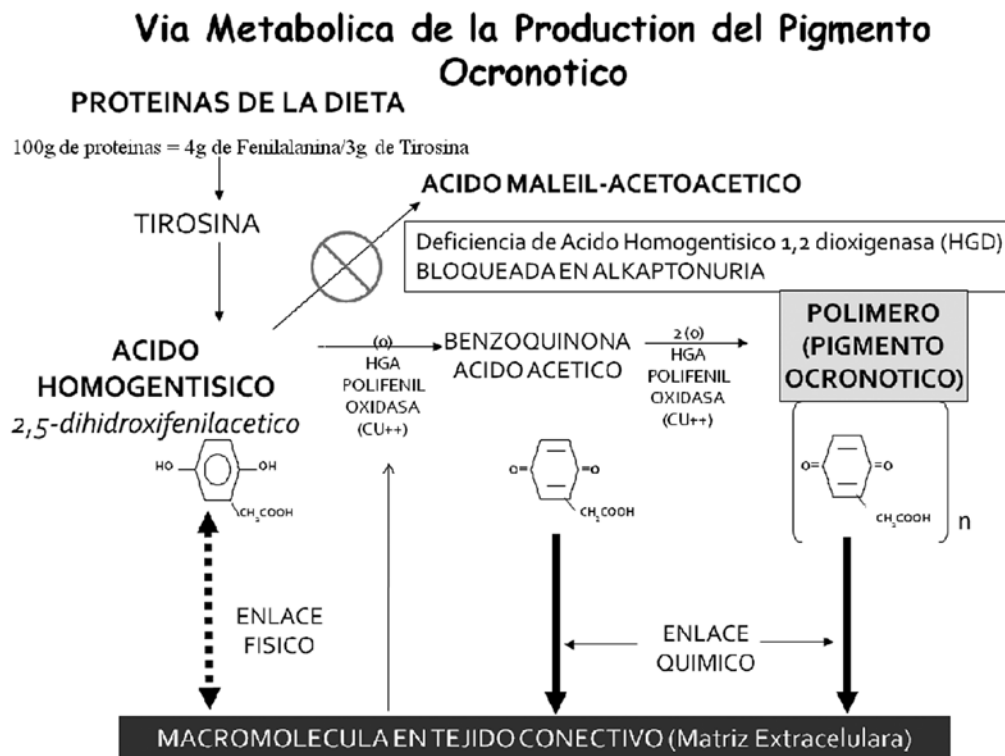 Via Metabolica de la Production del Pigmento
Ocronotico
PROTEINAS DE LA DIETA
100g de proteinas = 4g de Fenilalanina/3g de Tirosina
TIROSINA
ACIDO MALEIL-ACETOACETICO
Deficiencia de Acido Homogentisico 1,2 dioxigenasa (HGD)
BLOQUEADA EN ALKAPTONURIA
ACIDO
HOMOGENTISICO
2,5-dihidroxifenilacetico
(0)
HGA
POLIFENIL
OXIDASA
(CU++)
BENZOQUINONA
ACIDO ACETICO
2 (0)
HGA
POLIFENIL
OXIDASA
(CU++)
POLIMERO
(PIGMENTO
OCRONOTICO)
HO
OH
CH2COOH
O= =O
CH2COOH
O= =O
CH2COOH
n
ENLACE
FISICO
ENLACE
QUIMICO
MACROMOLECULA EN TEJIDO CONECTIVO (Matriz Extracelulara)